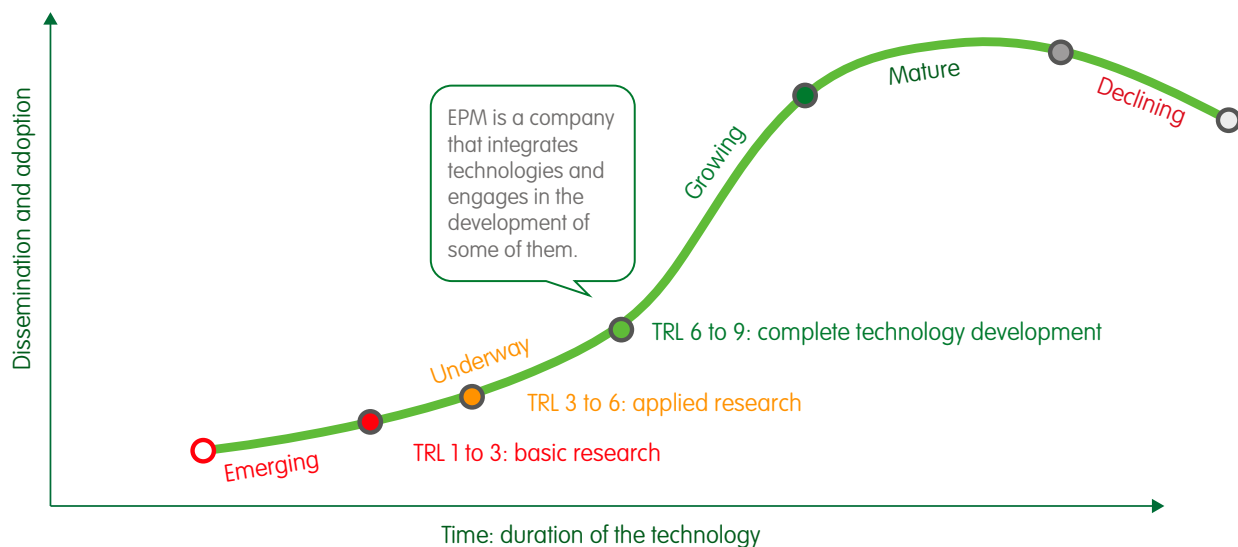 Dissemination and adoption
EPM is a company
that integrates
technologies and
engages in the
development of
some of them.
Mature
Declining
Growing
TRL 6 to 9: complete technology development
Underway
TRL 3 to 6: applied research
Emerging
TRL 1 to 3: basic research
Time: duration of the technology